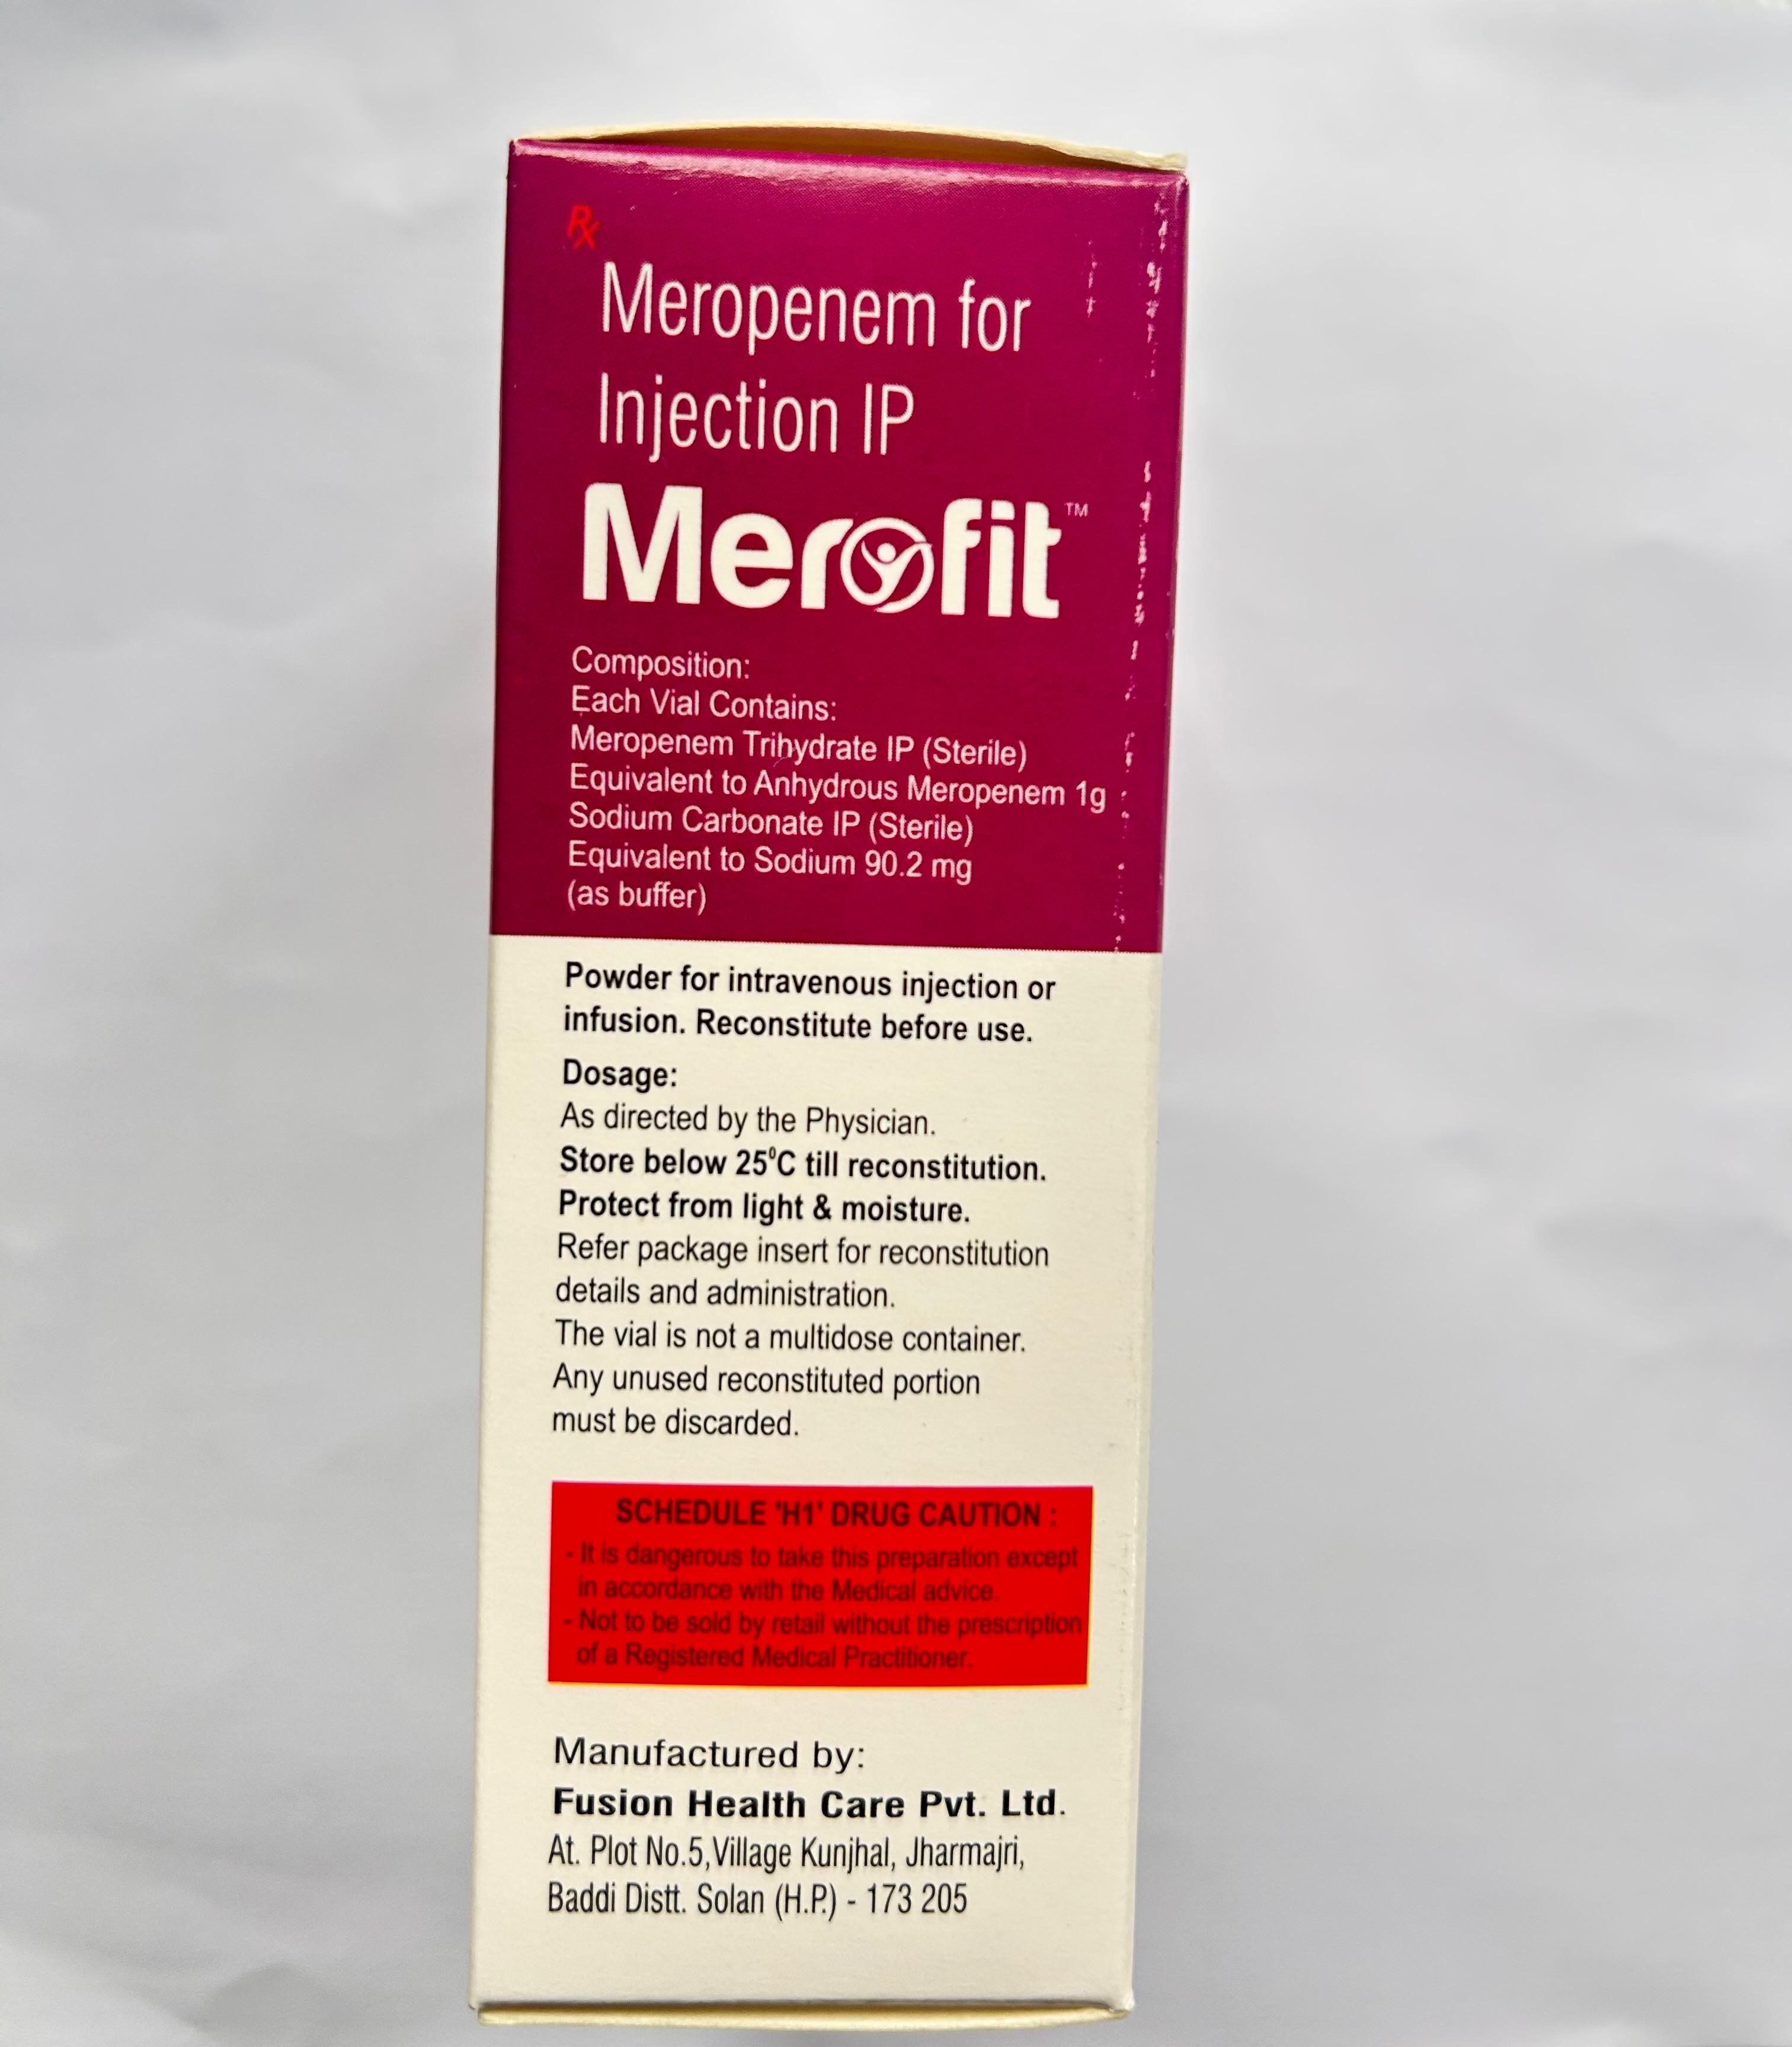 Rx
Meropenem for
Injection IP
Merofit™
Composition:
Each Vial Contains:
Meropenem Trihydrate IP (Sterile)
Equivalent to Anhydrous Meropenem 1g
Sodium Carbonate IP (Sterile)
Equivalent to Sodium 90.2 mg
(as buffer)
Powder for intravenous injection or
infusion. Reconstitute before use.
Dosage:
As directed by the Physician.
Store below 25⁰C till reconstitution.
Protect from light & moisture.
Refer package insert for reconstitution
details and administration.
The vial is not a multidose container.
Any unused reconstituted portion
must be discarded.
SCHEDULE 'H1' DRUG CAUTION :
- It is dangerous to take this preparation except
in accordance with the Medical advice.
- Not to be sold by retail without the prescription
of a Registered Medical Practitioner.
Manufactured by:
Fusion Health Care Pvt. Ltd.
At. Plot No.5,Village Kunjhal, Jharmajri,
Baddi Distt. Solan (H.P.) - 173 205